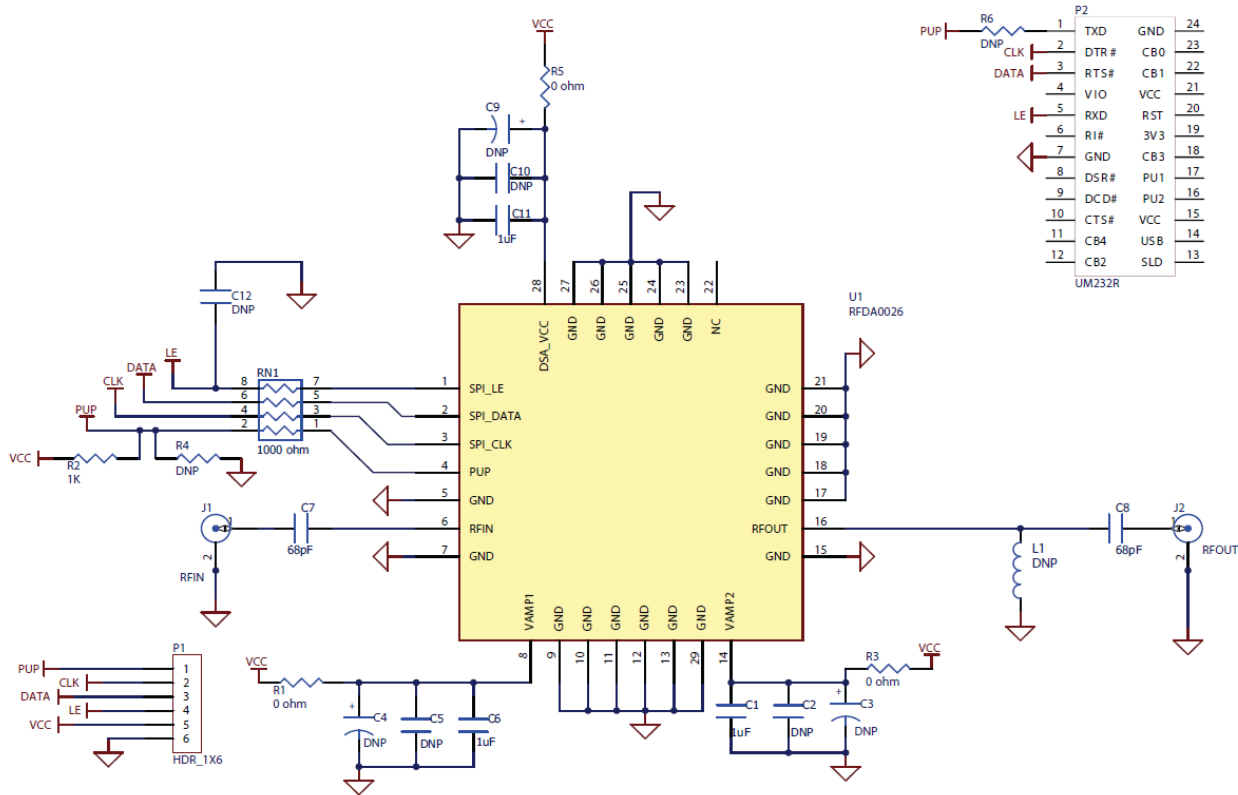 VCC
R5
0 ohm
C9
+
DNP
C10
DNP
C11
1uF
P2
R6
PUP
DNP
CLK
DATA
LE
1 TXD GND 24
2 DTR# CB0 23
3 RTS# CB1 22
4 VIO VCC 21
5 RXD RST 20
6 RI# 3V3 19
7 GND CB3 18
8 DSR# PU1 17
9 DCD# PU2 16
10 CTS# VCC 15
11 CB4 USB 14
12 CB2 SLD 13
UM232R
28 27 26 25 24 23 22
DSA_VCC GND GND GND GND GND NC
U1
RFDA0026
C12
DNP
LE
DATA
CLK
PUP
RN1
8 7
6 5
4 3
2 1
1000 ohm
VCC
R2
1K
R4
DNP
1 SPI_LE
2 SPI_DATA
3 SPI_CLK
4 PUP
5 GND
6 RFIN
7 GND
GND 21
GND 20
GND 19
GND 18
GND 17
RFOUT 16
GND 15
J1
1
2
RFIN
C7
68pF
L1
DNP
C8
68pF
J2
1
2
RFOUT
VAMP1 GND GND GND GND GND GND VAMP2
8 9 10 11 12 13 29 14
P1
PUP 1
CLK 2
DATA 3
LE 4
VCC 5
6
HDR_1X6
VCC
R1
0 ohm
+
C4
DNP
C5
DNP
C6
1uF
C1
1uF
C2
DNP
+
C3
DNP
R3
0 ohm
VCC